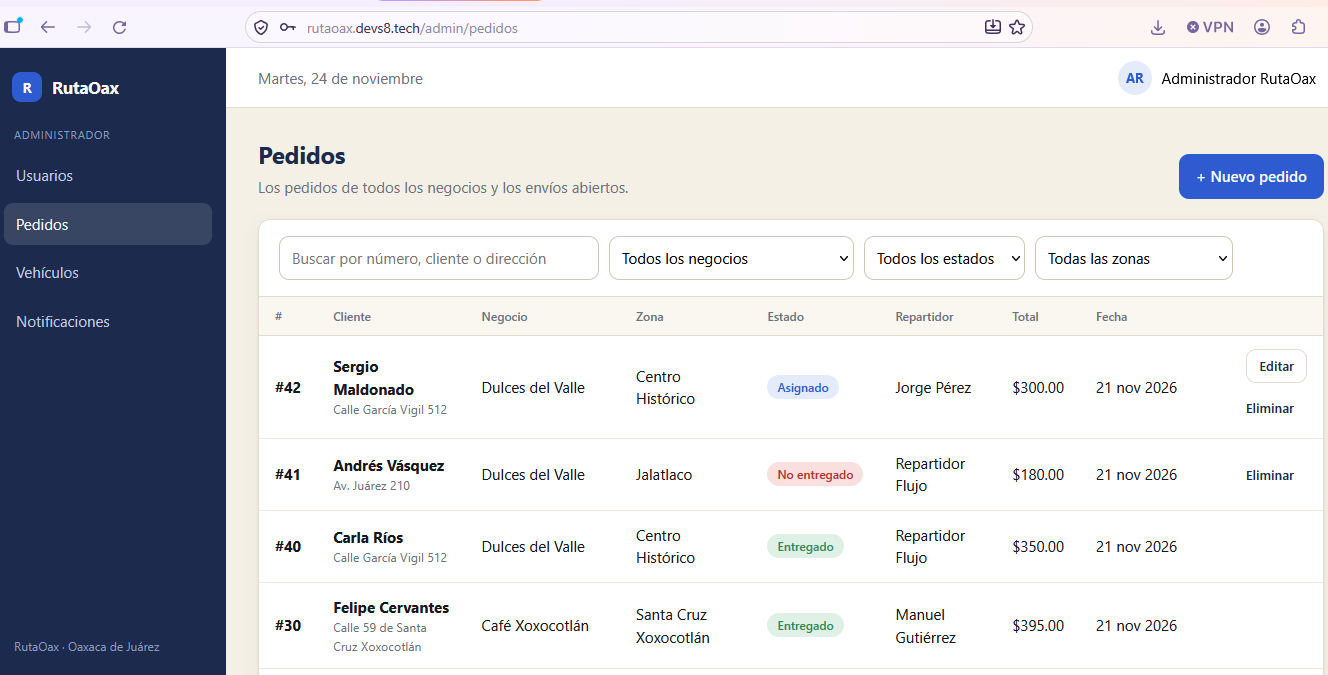 rutaoax.devs8.tech/admin/pedidos
VPN
R RutaOax
Martes, 24 de noviembre
AR Administrador RutaOax
ADMINISTRADOR
Usuarios
Pedidos
Vehículos
Notificaciones
RutaOax · Oaxaca de Juárez
Pedidos
Los pedidos de todos los negocios y los envíos abiertos.
+ Nuevo pedido
Buscar por número, cliente o dirección
Todos los negocios
Todos los estados
Todas las zonas
# Cliente Negocio Zona Estado Repartidor Total Fecha
#42
Sergio
Maldonado
Calle García Vigil 512
Dulces del Valle
Centro
Histórico
Asignado
Jorge Pérez
$300.00
21 nov 2026
Editar
Eliminar
#41
Andrés Vásquez
Av. Juárez 210
Dulces del Valle
Jalatlaco
No entregado
Repartidor
Flujo
$180.00
21 nov 2026
Eliminar
#40
Carla Ríos
Calle García Vigil 512
Dulces del Valle
Centro
Histórico
Entregado
Repartidor
Flujo
$350.00
21 nov 2026
#30
Felipe Cervantes
Calle 59 de Santa
Cruz Xoxocotlán
Café Xoxocotlán
Santa Cruz
Xoxocotlán
Entregado
Manuel
Gutiérrez
$395.00
21 nov 2026